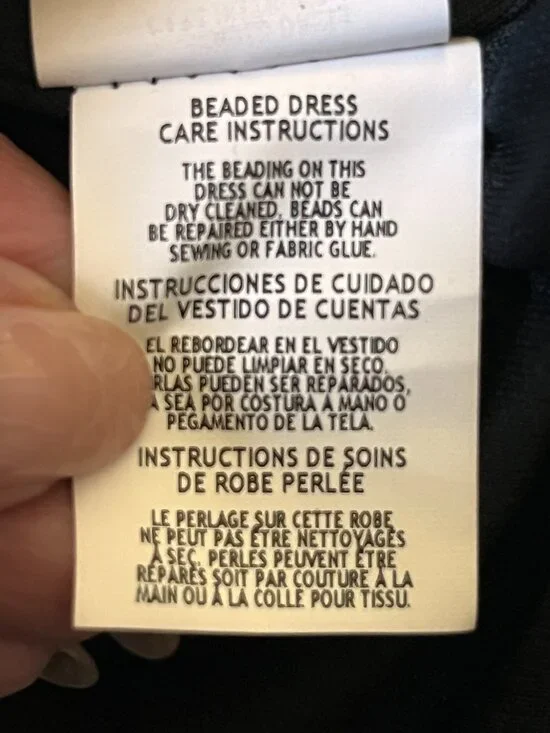 BEADED DRESS
CARE INSTRUCTIONS
THE BEADING ON THIS
DRESS CAN NOT BE
DRY CLEANED, BEADS CAN
BE REPAIRED EITHER BY HAND
SEWING OR FABRIC GLUE.
INSTRUCCIONES DE CUIDADO
DEL VESTIDO DE CUENTAS
EL REBORDEAR EN EL VESTIDO
NO PUEDE LIMPIAR EN SECO.
RLAS PUEDEN SER REPARADOS,
A SEA POR COSTURA A MANO O
PEGAMENTO DE LA TELA.
INSTRUCTIONS DE SOINS
DE ROBE PERLÉE
LE PERLAGE SUR CETTE ROBE
NE PEUT PAS ÊTRE NETTOYAGES
À SEC. PERLES PEUVENT ÊTRE
RÉPARÉS SOIT PAR COUTURE À LA
MAIN OU À LA COLLE POUR TISSU.